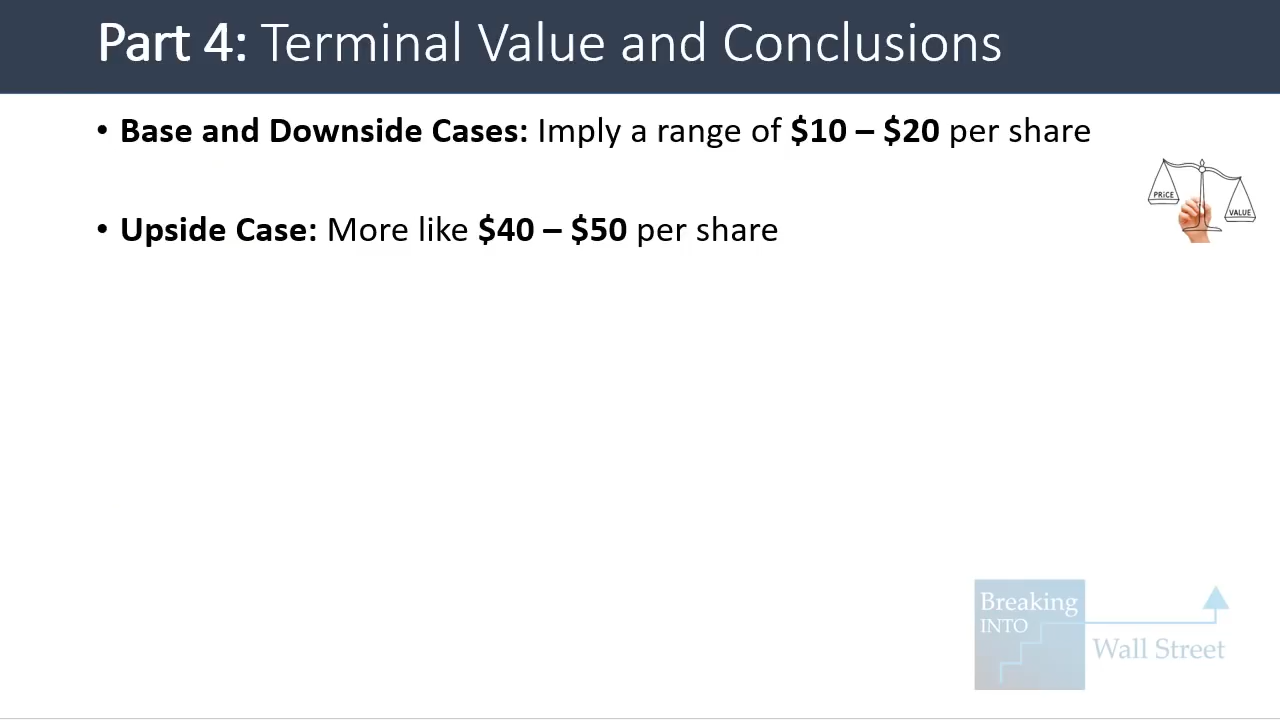 Part 4: Terminal Value and Conclusions
• Base and Downside Cases: Imply a range of $10 – $20 per share
PRICE
VALUE
• Upside Case: More like $40 – $50 per share
Breaking
INTO
Wall Street